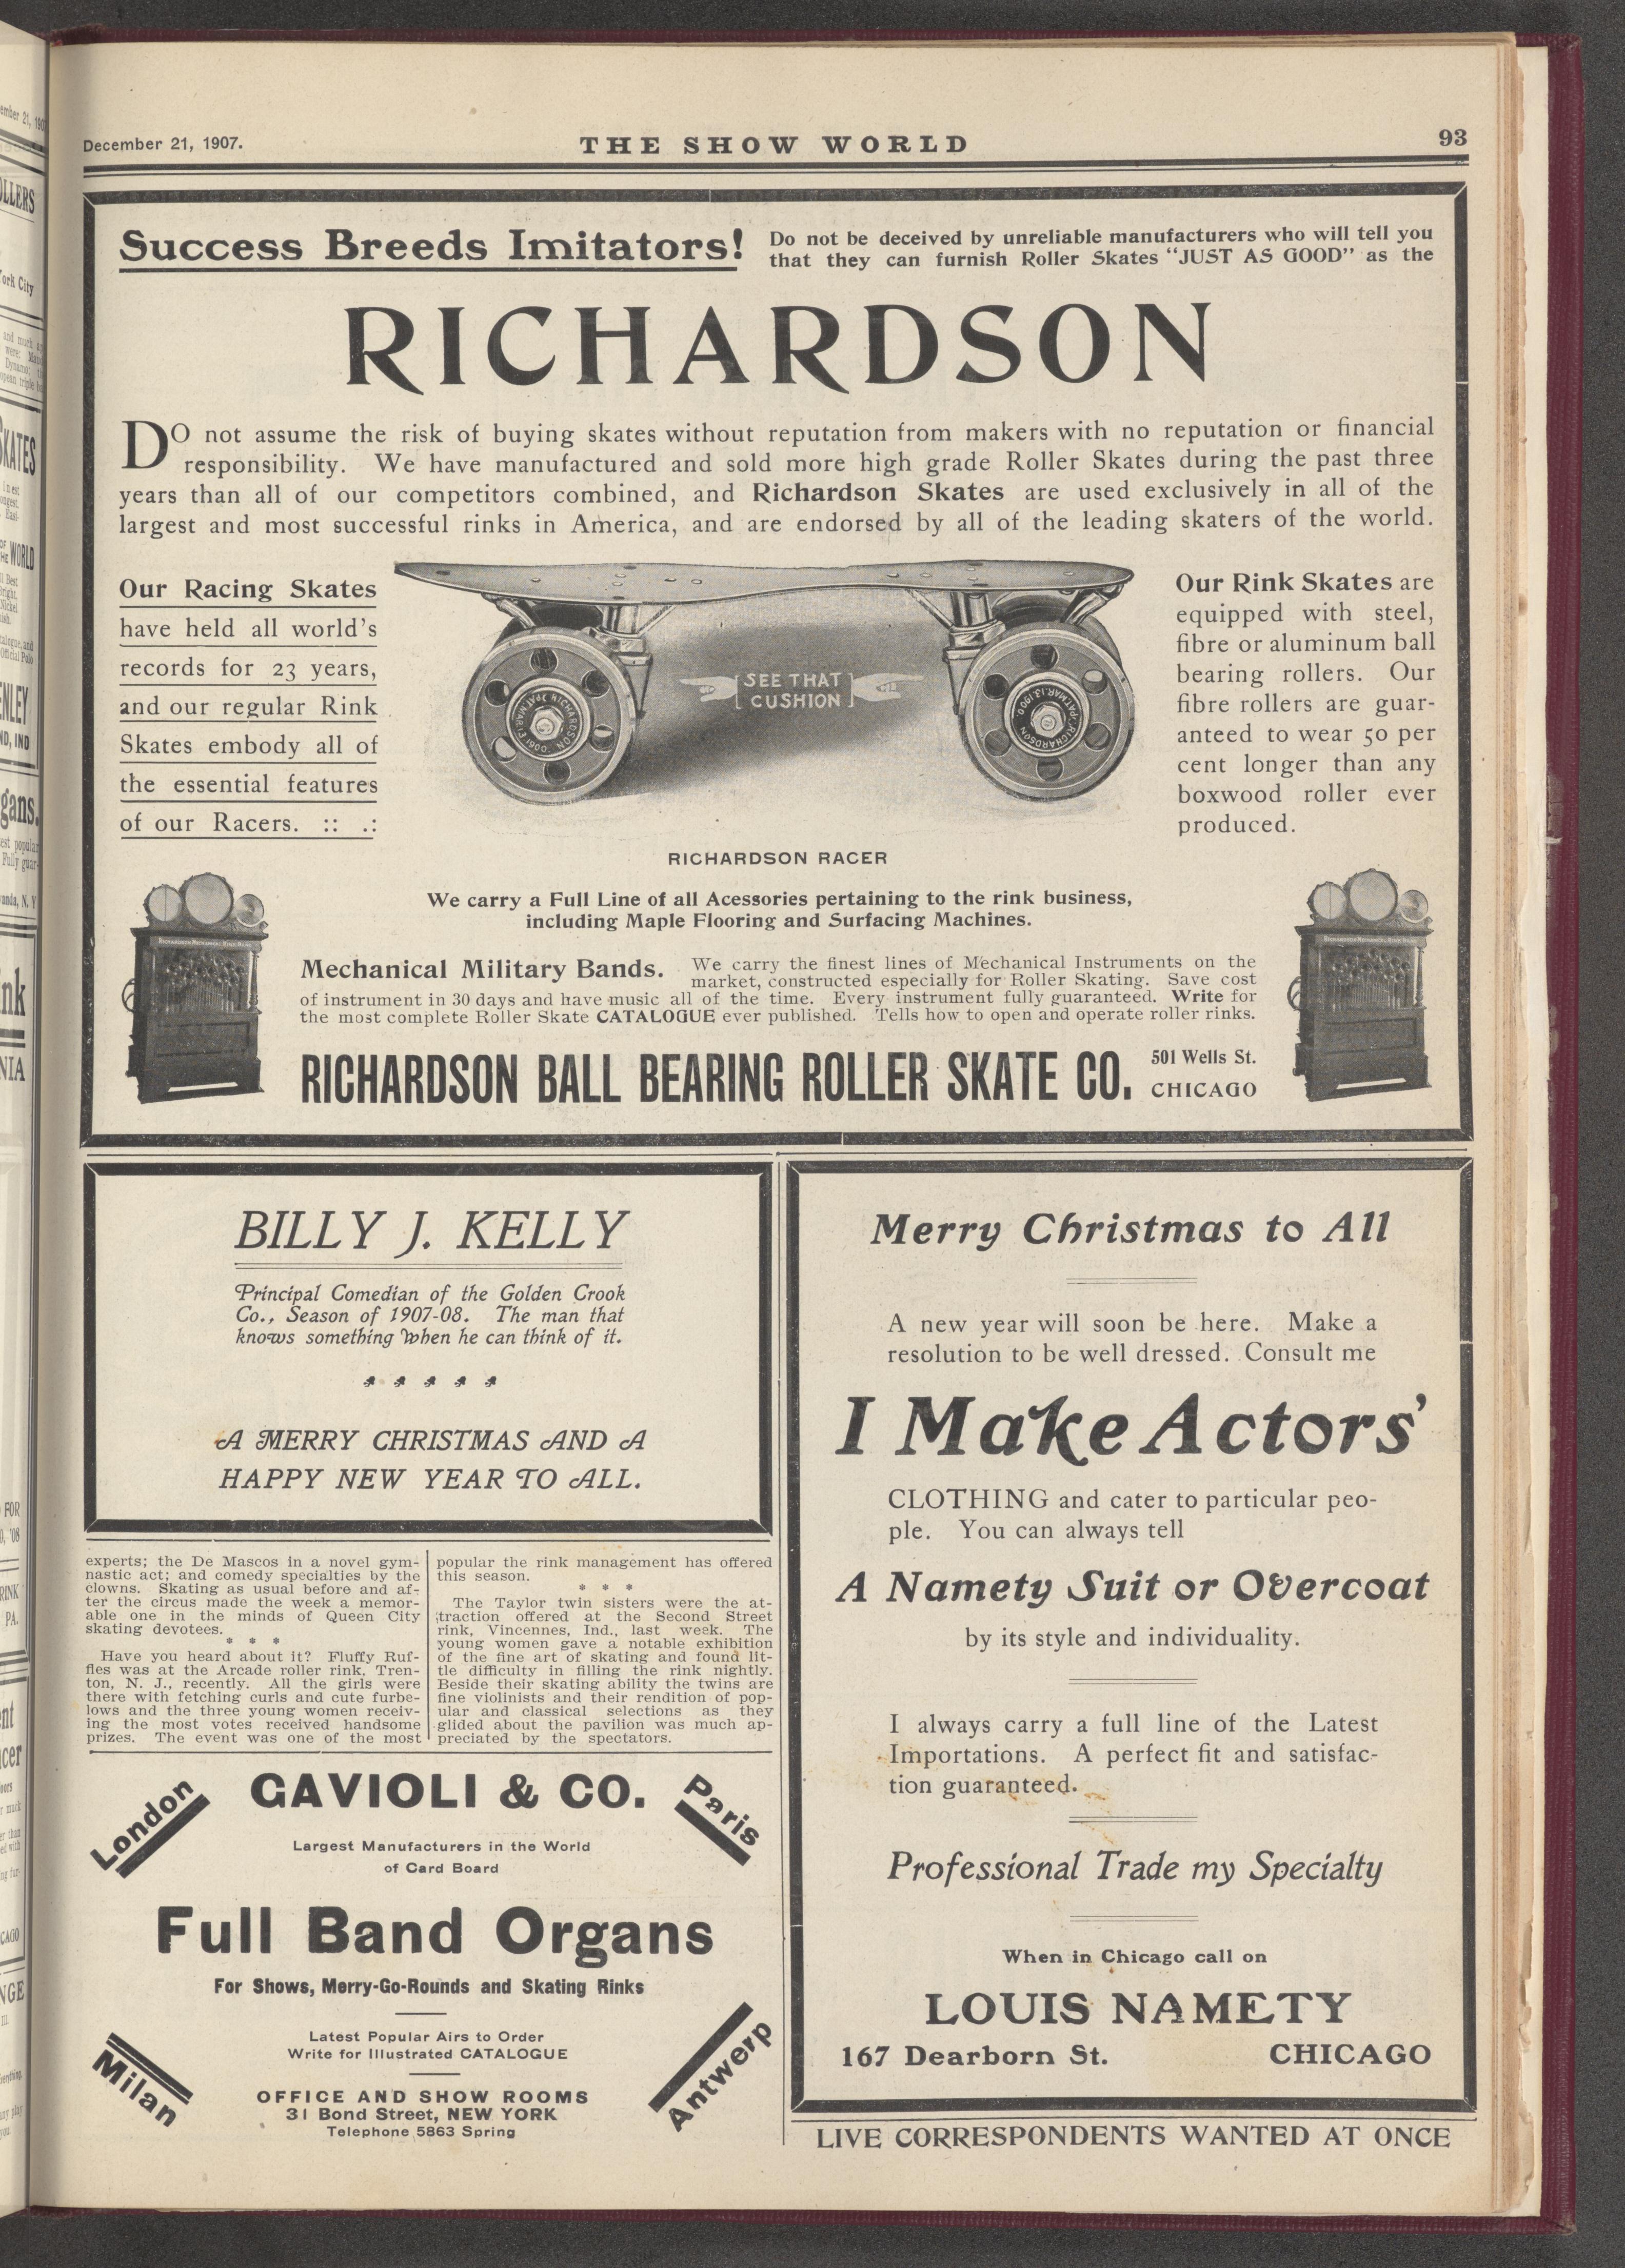 December 21, 1907.
THE SHOW WORLD
93
Success Breeds Imitators!
Do not be deceived by unreliable manufacturers who will tell you
that they can furnish Roller Skates "JUST AS GOOD" as the
RICHARDSON
DO not assume the risk of buying skates without reputation from makers with no reputation or financial
responsibility. We have manufactured and sold more high grade Roller Skates during the past three
years than all of our competitors combined, and Richardson Skates are used exclusively in all of the
largest and most successful rinks in America, and are endorsed by all of the leading skaters of the world.
Our Racing Skates
have held all world's
records for 23 years,
and our regular Rink
Skates embody all of
the essential features
of our Racers. :: .:
SEE THAT
CUSHION
Our Rink Skates are
equipped with steel,
fibre or aluminum ball
bearing rollers. Our
fibre rollers are guar-
anteed to wear 50 per
cent longer than any
boxwood roller ever
produced.
RICHARDSON RACER
We carry a Full Line of all Acessories pertaining to the rink business,
including Maple Flooring and Surfacing Machines.
Mechanical Military Bands. We carry the finest lines of Mechanical Instruments on the
market, constructed especially for Roller Skating. Save cost
of instrument in 30 days and have music all of the time. Every instrument fully guaranteed. Write for
the most complete Roller Skate CATALOGUE ever published. Tells how to open and operate roller rinks.
RICHARDSON BALL BEARING ROLLER SKATE CO.
501 Wells St.
CHICAGO
BILLY J. KELLY
Principal Comedian of the Golden Crook
Co., Season of 1907-08. The man that
knows something when he can think of it.
A MERRY CHRISTMAS AND A
HAPPY NEW YEAR TO ALL.
experts; the De Mascos in a novel gym-
nastic act; and comedy specialties by the
clowns. Skating as usual before and af-
ter the circus made the week a memor-
able one in the minds of Queen City
skating devotees.
* * *
Have you heard about it? Fluffy Ruf-
fles was at the Arcade roller rink, Tren-
ton, N. J., recently. All the girls were
there with fetching curls and cute furbe-
lows and the three young women receiv-
ing the most votes received handsome
prizes. The event was one of the most
popular the rink management has offered
this season.
* * *
The Taylor twin sisters were the at-
traction offered at the Second Street
rink, Vincennes, Ind., last week. The
young women gave a notable exhibition
of the fine art of skating and found lit-
tle difficulty in filling the rink nightly.
Beside their skating ability the twins are
fine violinists and their rendition of pop-
ular and classical selections as they
glided about the pavilion was much ap-
preciated by the spectators.
London
GAVIOLI & CO.
Paris
Largest Manufacturers in the World
of Card Board
Full Band Organs
For Shows, Merry-Go-Rounds and Skating Rinks
Latest Popular Airs to Order
Write for Illustrated CATALOGUE
Milan
Antwerp
OFFICE AND SHOW ROOMS
31 Bond Street, NEW YORK
Telephone 5863 Spring
Merry Christmas to All
A new year will soon be here. Make a
resolution to be well dressed. Consult me
I Make Actors'
CLOTHING and cater to particular peo-
ple. You can always tell
A Namety Suit or Overcoat
by its style and individuality.
I always carry a full line of the Latest
Importations. A perfect fit and satisfac-
tion guaranteed.
Professional Trade my Specialty
When in Chicago call on
LOUIS NAMETY
167 Dearborn St. CHICAGO
LIVE CORRESPONDENTS WANTED AT ONCE